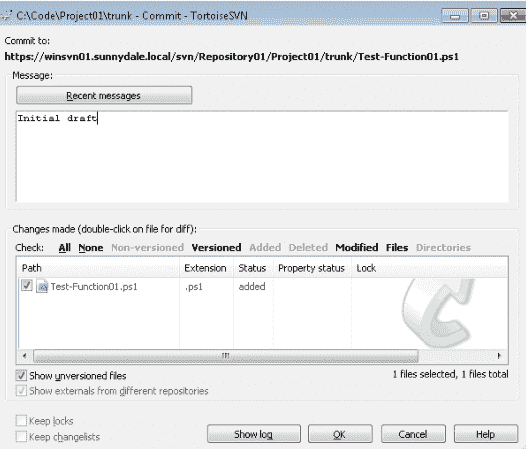 C:\Code\Project01\trunk - Commit - TortoiseSVN
Commit to:
https://winsvn01.sunnydale.local/svn/Repository01/Project01/trunk/Test-Function01.ps1
Message:
Recent messages
Initial draft
Changes made (double-click on file for diff):
Check: All None Non-versioned Versioned Added Deleted Modified Files Directories
Path Extension Status Property status Lock
Test-Function01.ps1 .ps1 added
Show unversioned files 1 files selected, 1 files total
Show externals from different repositories
Keep locks
Keep changelists
Show log OK Cancel Help